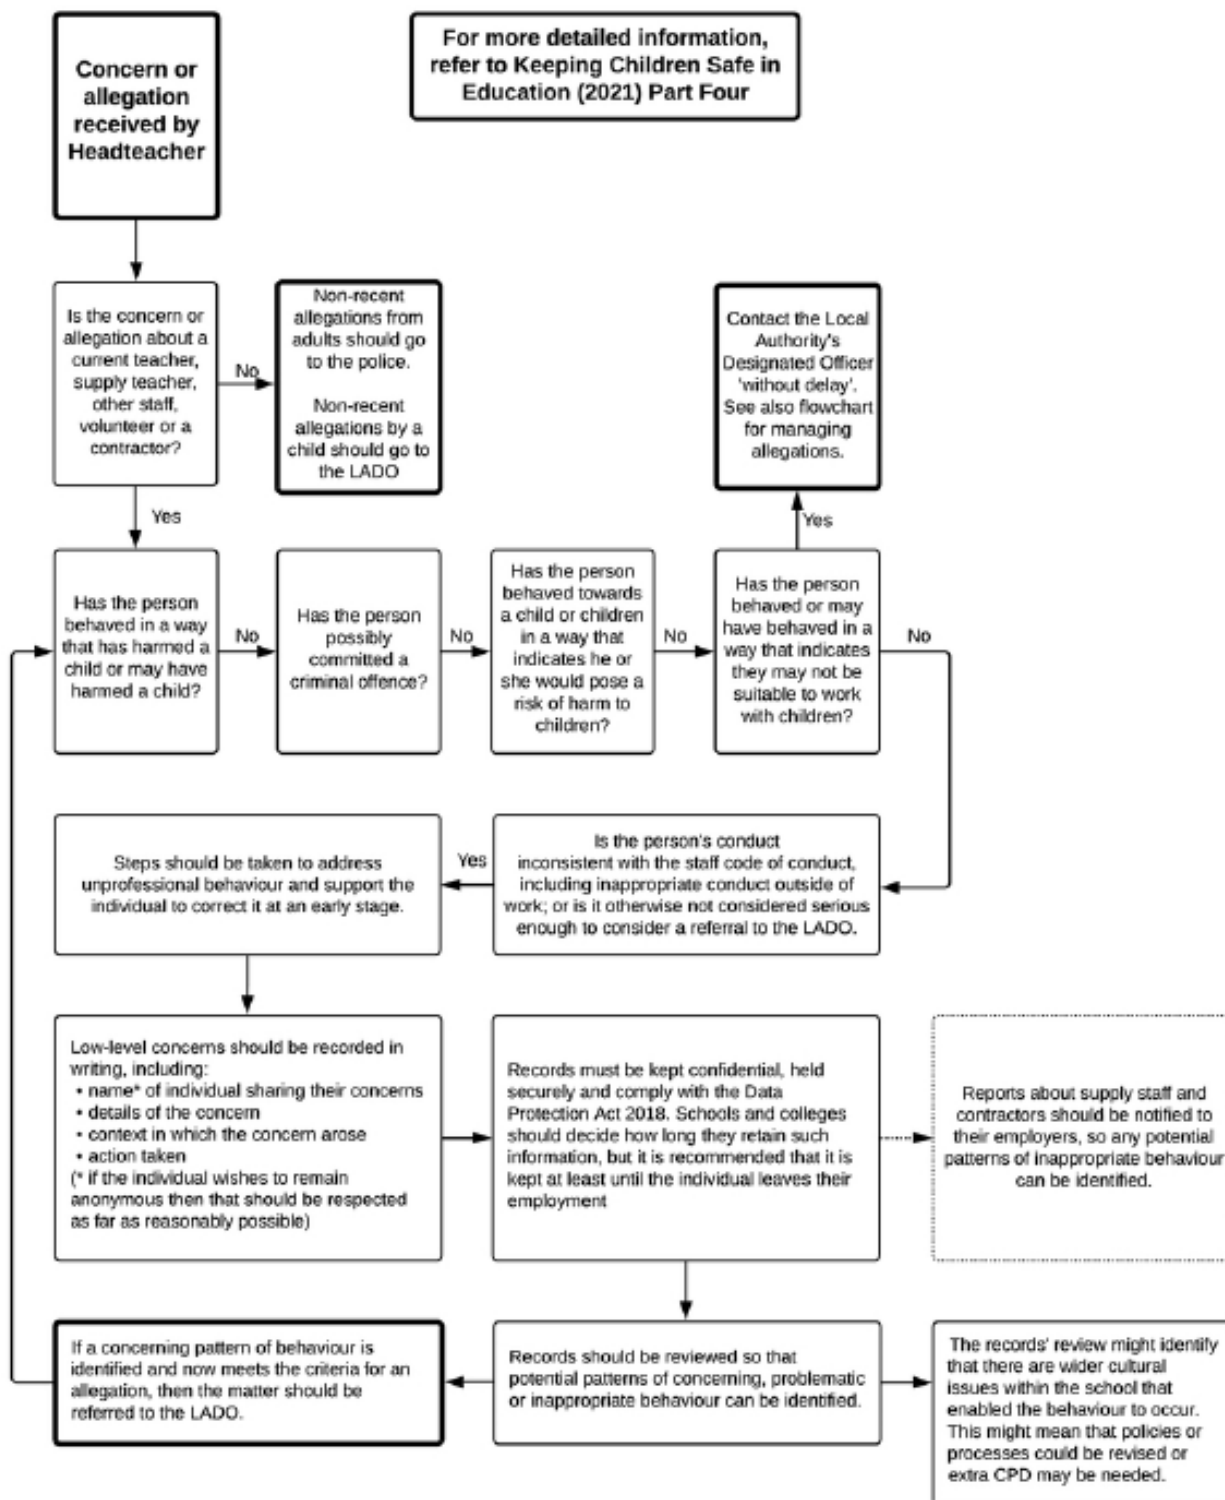 Concern or
allegation
received by
Headteacher
For more detailed information,
refer to Keeping Children Safe in
Education (2021) Part Four
Is the concern or
allegation about a
current teacher,
supply teacher,
other staff,
volunteer or a
contractor?
No
Non-recent
allegations from
adults should go
to the police.
Non-recent
allegations by a
child should go to
the LADO
Contact the Local
Authority's
Designated Officer
'without delay'.
See also flowchart
for managing
allegations.
Yes
Yes
Has the person
behaved in a way
that has harmed a
child or may have
harmed a child?
No
Has the person
possibly
committed a
criminal offence?
No
Has the person
behaved towards
a child or children
in a way that
indicates he or
she would pose a
risk of harm to
children?
No
Has the person
behaved or may
have behaved in a
way that indicates
they may not be
suitable to work
with children?
No
Steps should be taken to address
unprofessional behaviour and support the
individual to correct it at an early stage.
Yes
Is the person's conduct
inconsistent with the staff code of conduct,
including inappropriate conduct outside of
work; or is it otherwise not considered serious
enough to consider a referral to the LADO.
Low-level concerns should be recorded in
writing, including:
• name* of individual sharing their concerns
• details of the concern
• context in which the concern arose
• action taken
(* if the individual wishes to remain
anonymous then that should be respected
as far as reasonably possible)
Records must be kept confidential, held
securely and comply with the Data
Protection Act 2018. Schools and colleges
should decide how long they retain such
information, but it is recommended that it is
kept at least until the individual leaves their
employment
Reports about supply staff and
contractors should be notified to
their employers, so any potential
patterns of inappropriate behaviour
can be identified.
If a concerning pattern of behaviour is
identified and now meets the criteria for an
allegation, then the matter should be
referred to the LADO.
Records should be reviewed so that
potential patterns of concerning, problematic
or inappropriate behaviour can be identified.
The records' review might identify
that there are wider cultural
issues within the school that
enabled the behaviour to occur.
This might mean that policies or
processes could be revised or
extra CPD may be needed.